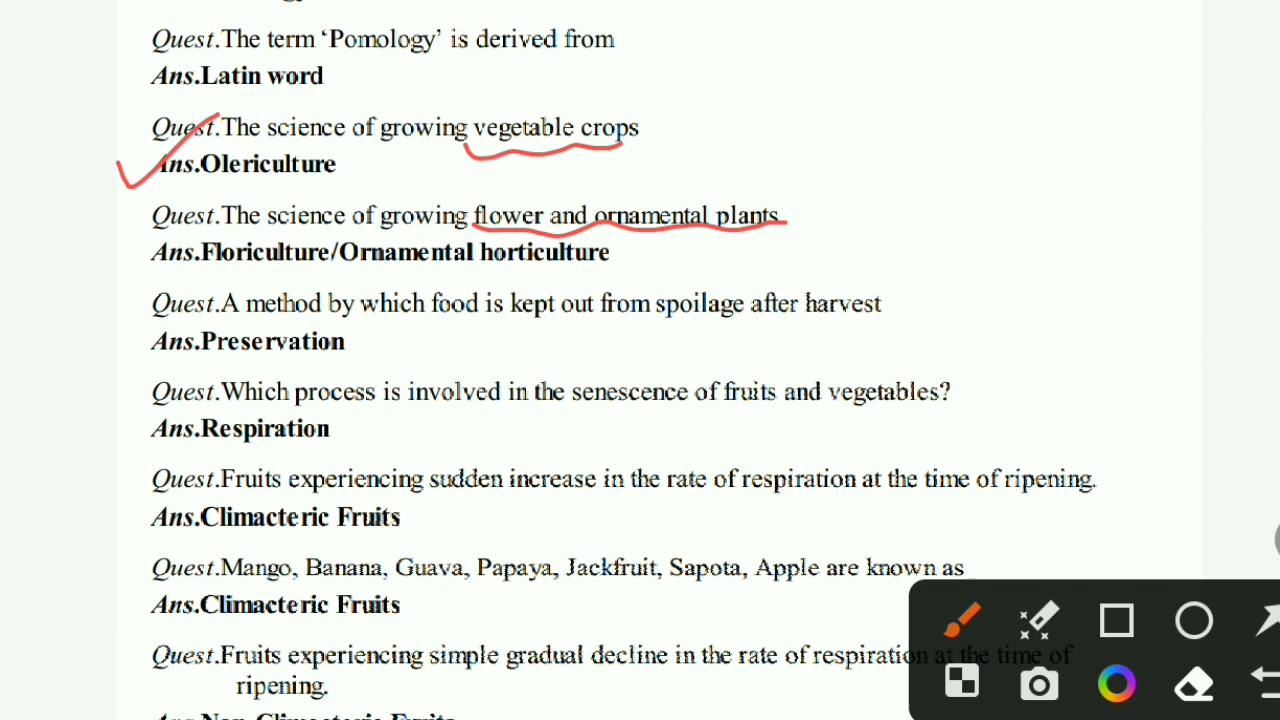 Quest.The term ‘Pomology’ is derived from
Ans.Latin word
Quest.The science of growing vegetable crops
Ans.Olericulture
Quest.The science of growing flower and ornamental plants
Ans.Floriculture/Ornamental horticulture
Quest.A method by which food is kept out from spoilage after harvest
Ans.Preservation
Quest.Which process is involved in the senescence of fruits and vegetables?
Ans.Respiration
Quest.Fruits experiencing sudden increase in the rate of respiration at the time of ripening.
Ans.Climacteric Fruits
Quest.Mango, Banana, Guava, Papaya, Jackfruit, Sapota, Apple are known as
Ans.Climacteric Fruits
Quest.Fruits experiencing simple gradual decline in the rate of respiration at the time of
ripening.
Ans.Non-Climacteric Fruits